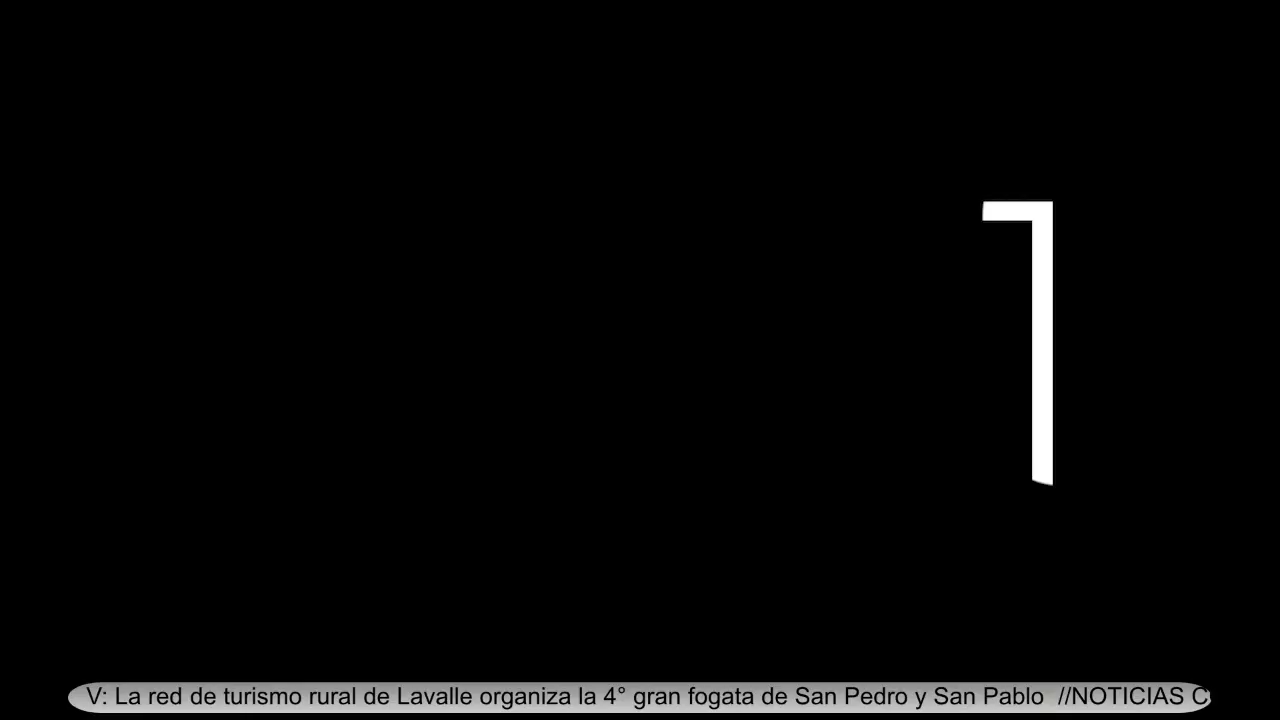 V: La red de turismo rural de Lavalle organiza la 4° gran fogata de San Pedro y San Pablo //NOTICIAS